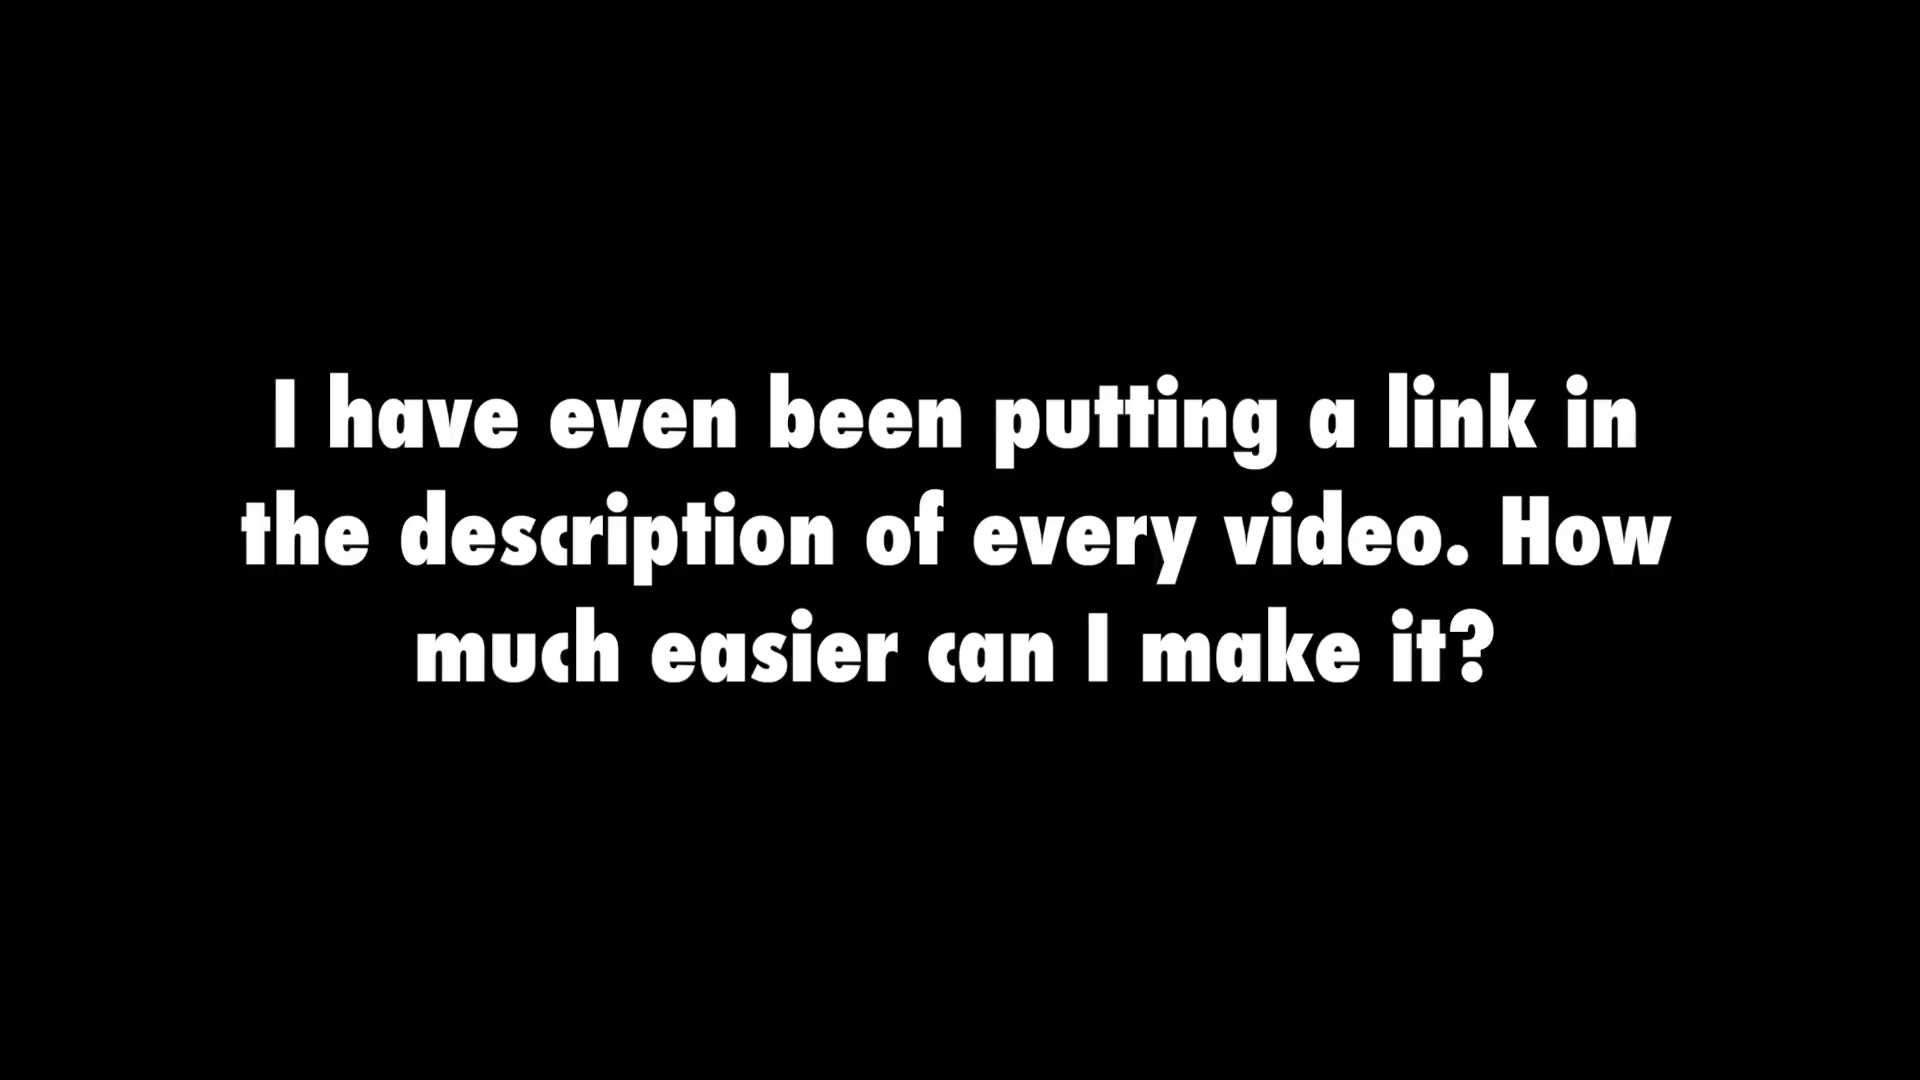 I have even been putting a link in
the description of every video. How
much easier can I make it?